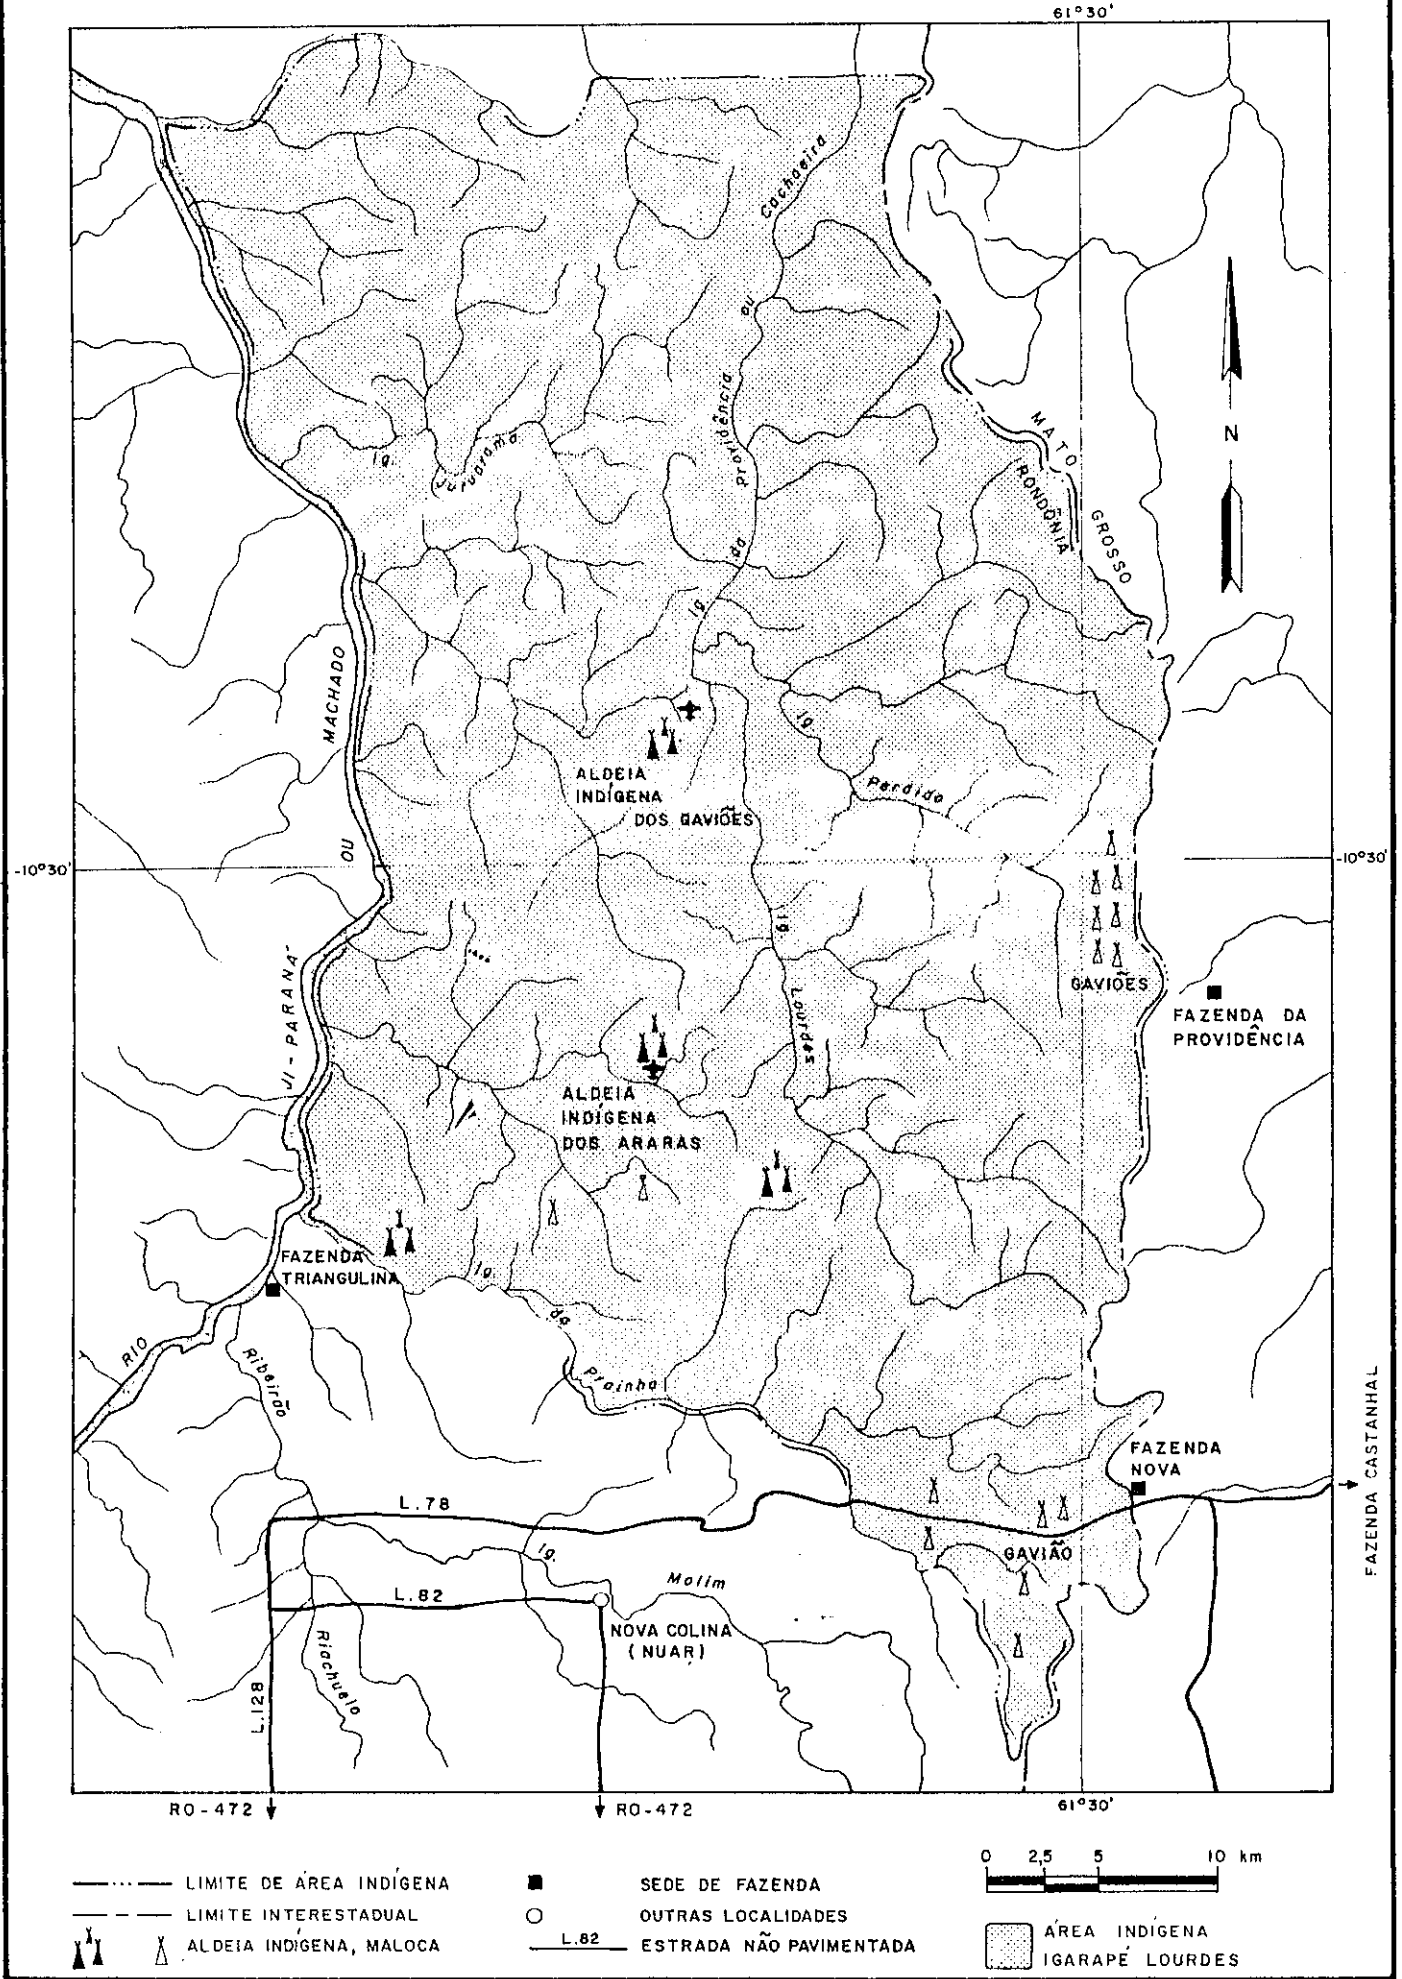 61°30'
Cachoeira
ou
Providência
da
Ig.
MATO
GROSSO
RONDÔNIA
N
Ig.
Jutuarama
MACHADO
OU
JI-PARANÁ
RIO
ALDEIA
INDÍGENA
DOS GAVIÕES
Ig.
Perdido
-10°30'
-10°30'
Ig.
Lourdes
GAVIÕES
FAZENDA DA
PROVIDÊNCIA
ALDEIA
INDÍGENA
DOS ARARAS
FAZENDA
TRIANGULINA
Ig.
da
Prainha
Ribeirão
Riachuelo
FAZENDA
NOVA
FAZENDA CASTANHAL
L.78
GAVIÃO
Ig.
Molim
L.82
NOVA COLINA
(NUAR)
L.128
RO-472
RO-472
61°30'
LIMITE DE ÁREA INDÍGENA
LIMITE INTERESTADUAL
ALDEIA INDÍGENA, MALOCA
SEDE DE FAZENDA
OUTRAS LOCALIDADES
L.82
ESTRADA NÃO PAVIMENTADA
0 2,5 5 10 km
ÁREA INDÍGENA
IGARAPÉ LOURDES